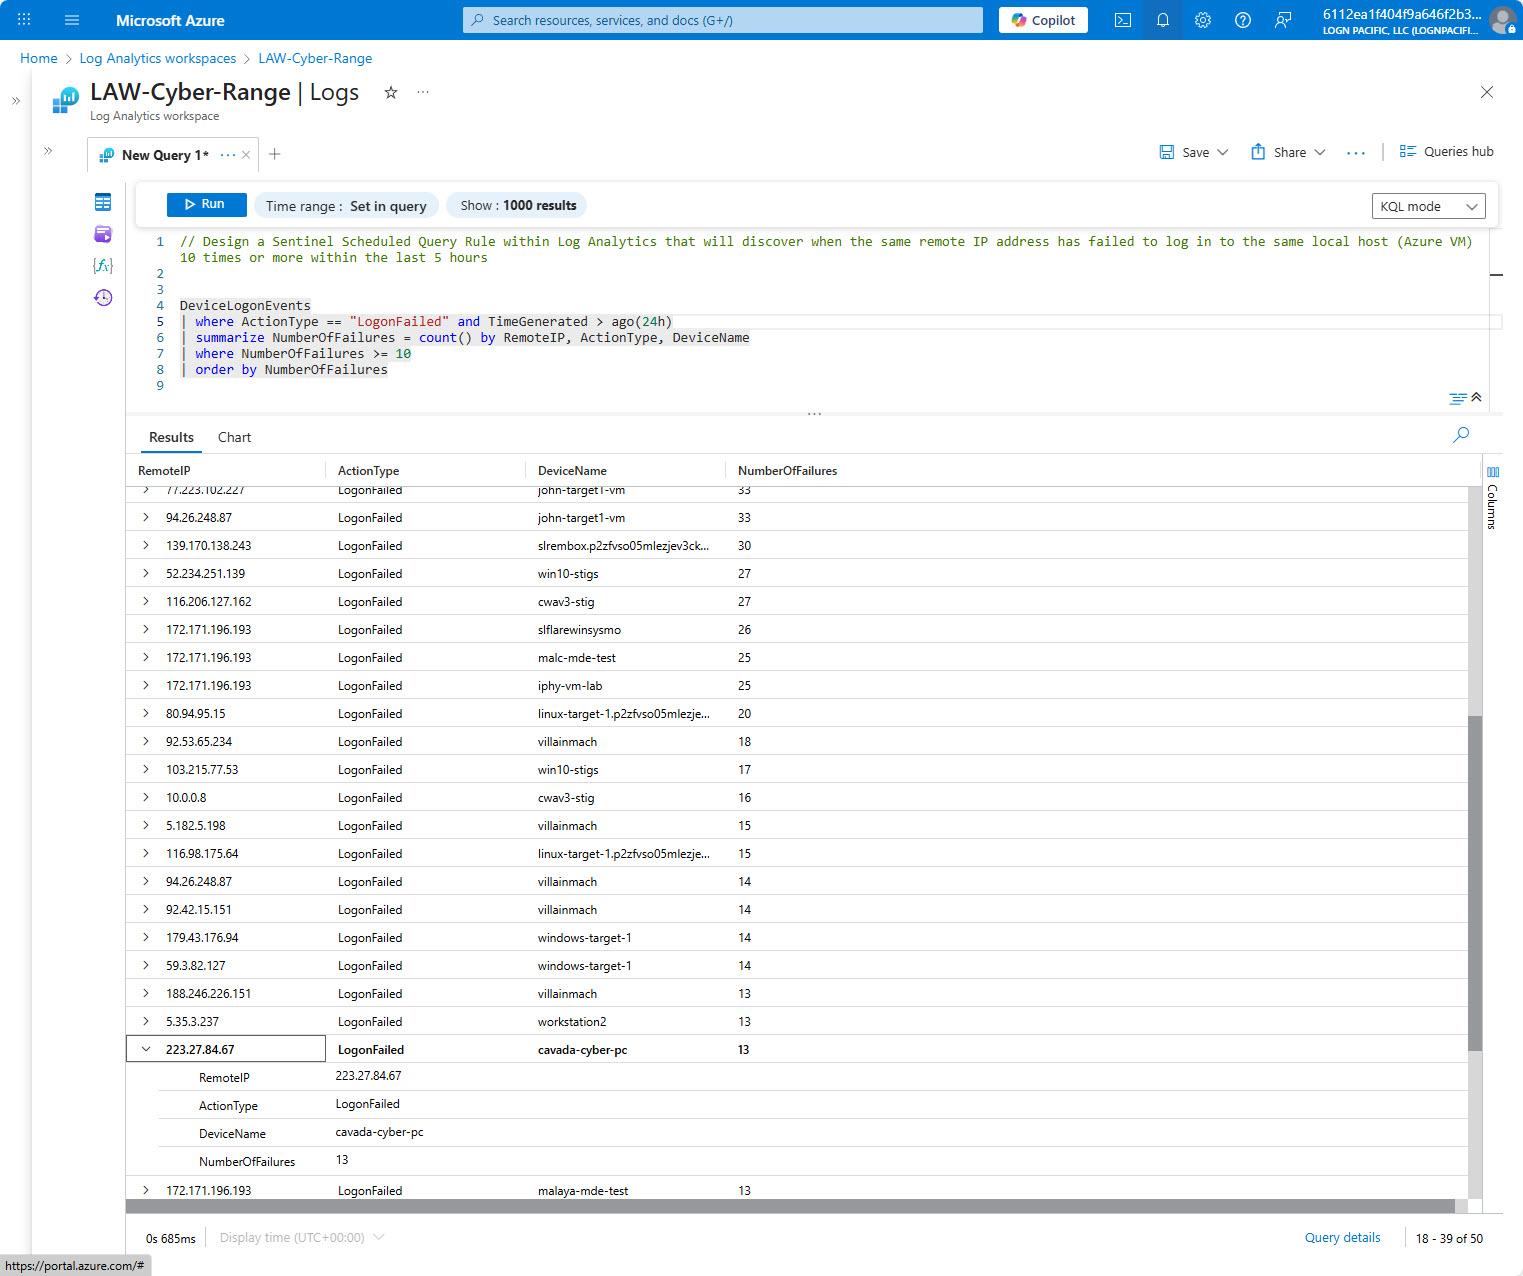 Microsoft Azure
Search resources, services, and docs (G+/)
Copilot
6112ea1f404f9a646f2b3...
LOGN PACIFIC, LLC (LOGNPACIFI...
Home > Log Analytics workspaces > LAW-Cyber-Range
LAW-Cyber-Range | Logs
Log Analytics workspace
New Query 1*
Save
Share
Queries hub
Run
Time range : Set in query
Show : 1000 results
KQL mode
1 // Design a Sentinel Scheduled Query Rule within Log Analytics that will discover when the same remote IP address has failed to log in to the same local host (Azure VM)
10 times or more within the last 5 hours
2
3
4 DeviceLogonEvents
5 | where ActionType == "LogonFailed" and TimeGenerated > ago(24h)
6 | summarize NumberOfFailures = count() by RemoteIP, ActionType, DeviceName
7 | where NumberOfFailures >= 10
8 | order by NumberOfFailures
9
Results Chart
RemoteIP ActionType DeviceName NumberOfFailures
77.223.102.227 LogonFailed john-target1-vm 33
94.26.248.87 LogonFailed john-target1-vm 33
139.170.138.243 LogonFailed slrembox.p2zfvso05mlezjev3ck... 30
52.234.251.139 LogonFailed win10-stigs 27
116.206.127.162 LogonFailed cwav3-stig 27
172.171.196.193 LogonFailed slflarewinsysmo 26
172.171.196.193 LogonFailed malc-mde-test 25
172.171.196.193 LogonFailed iphy-vm-lab 25
80.94.95.15 LogonFailed linux-target-1.p2zfvso05mlezje... 20
92.53.65.234 LogonFailed villainmach 18
103.215.77.53 LogonFailed win10-stigs 17
10.0.0.8 LogonFailed cwav3-stig 16
5.182.5.198 LogonFailed villainmach 15
116.98.175.64 LogonFailed linux-target-1.p2zfvso05mlezje... 15
94.26.248.87 LogonFailed villainmach 14
92.42.15.151 LogonFailed villainmach 14
179.43.176.94 LogonFailed windows-target-1 14
59.3.82.127 LogonFailed windows-target-1 14
188.246.226.151 LogonFailed villainmach 13
5.35.3.237 LogonFailed workstation2 13
223.27.84.67 LogonFailed cavada-cyber-pc 13
RemoteIP 223.27.84.67
ActionType LogonFailed
DeviceName cavada-cyber-pc
NumberOfFailures 13
172.171.196.193 LogonFailed malaya-mde-test 13
Columns
0s 685ms
Display time (UTC+00:00)
Query details
18 - 39 of 50
https://portal.azure.com/#